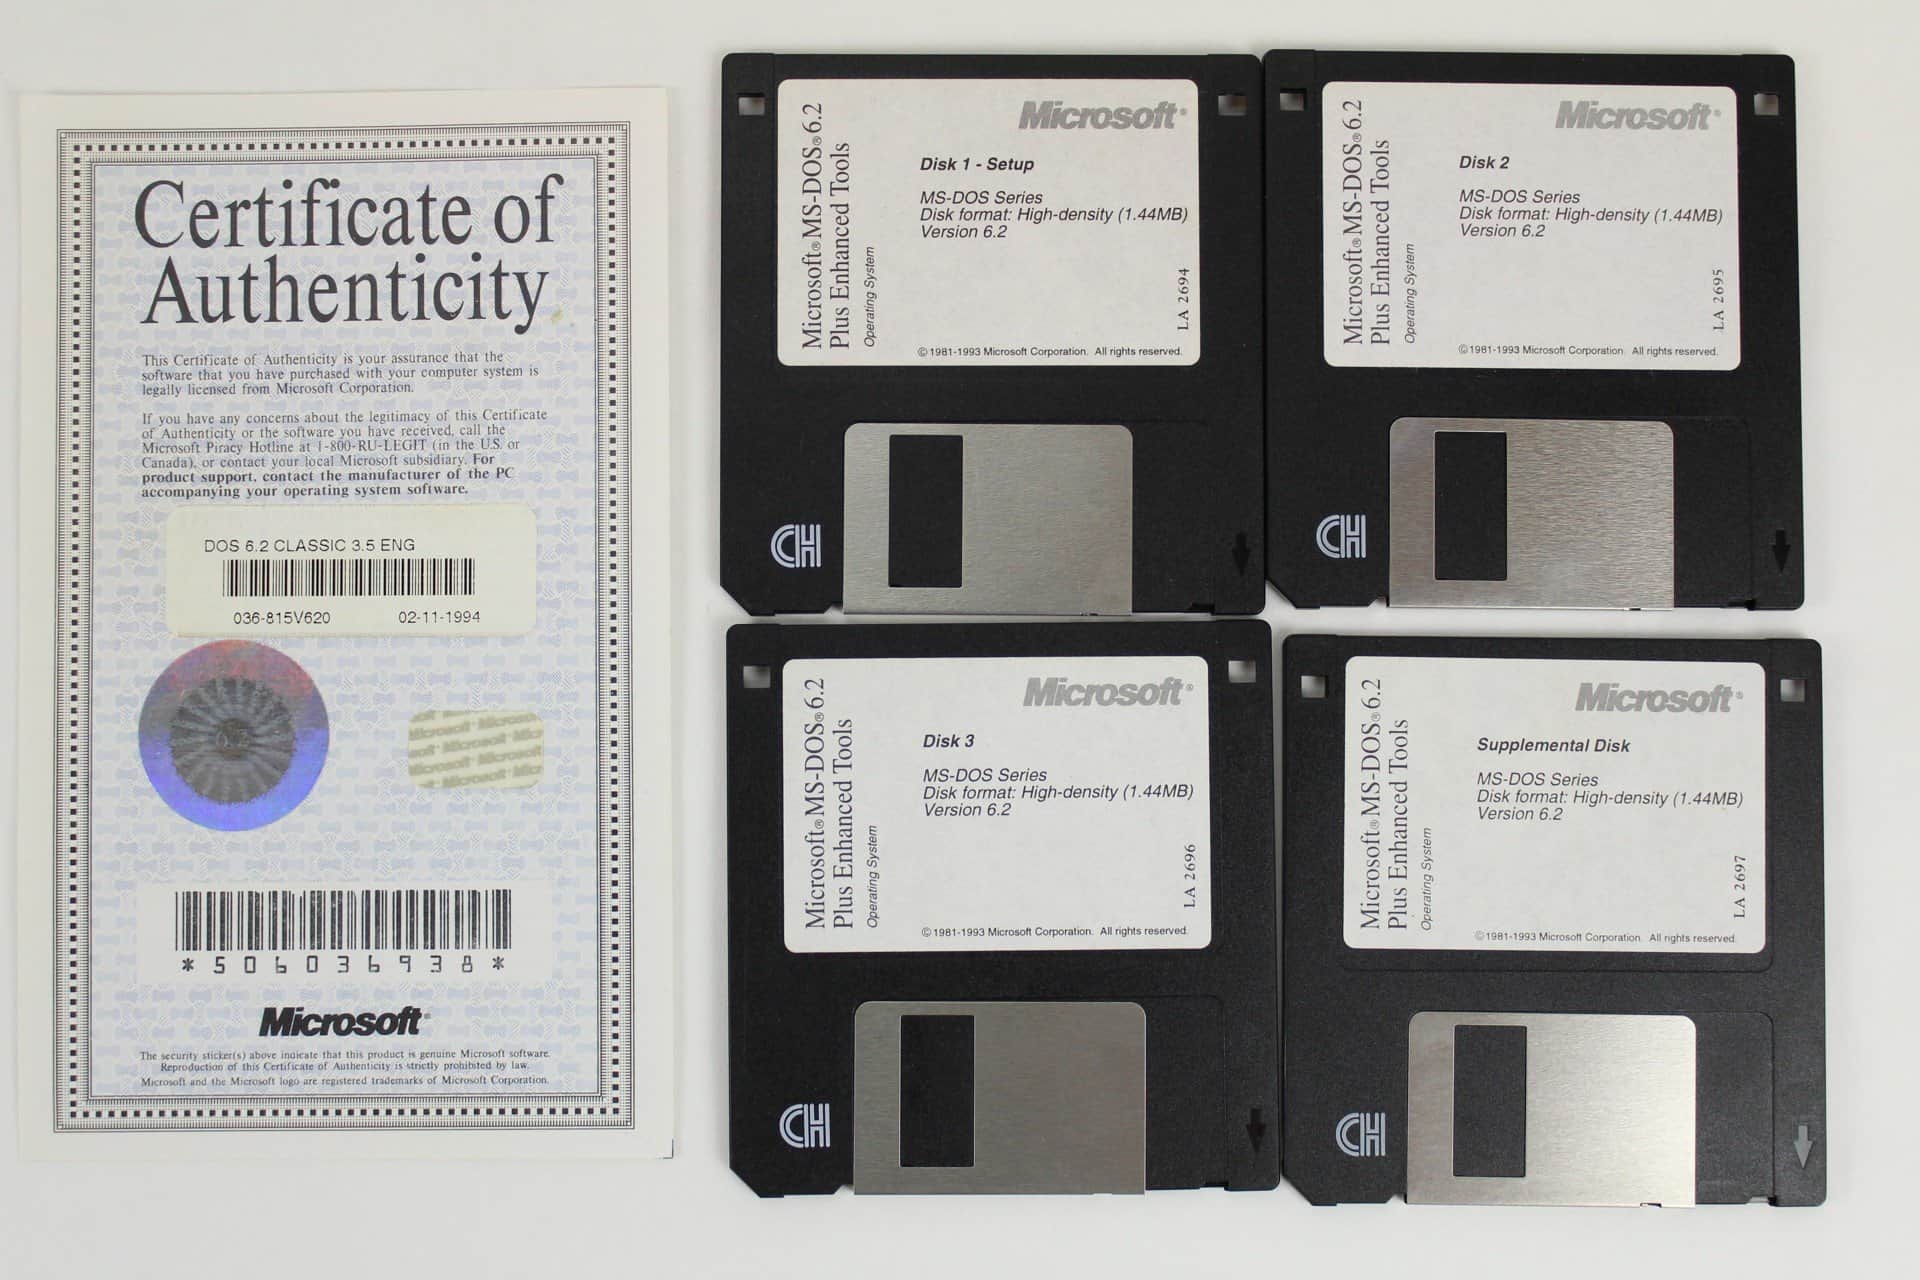 Certificate of
Authenticity
This Certificate of Authenticity is your assurance that the
software that you have purchased with your computer system is
legally licensed from Microsoft Corporation.
If you have any concerns about the legitimacy of this Certificate
of Authenticity or the software you have received, call the
Microsoft Piracy Hotline at 1-800-RU-LEGIT (in the U.S. or
Canada), or contact your local Microsoft subsidiary. For
product support, contact the manufacturer of the PC
accompanying your operating system software.
DOS 6.2 CLASSIC 3.5 ENG
036-815V620 02-11-1994
6.2
Microsoft
*506036938*
Microsoft®
The security sticker(s) above indicate that this product is genuine Microsoft software.
Reproduction of this Certificate of Authenticity is strictly prohibited by law.
Microsoft and the Microsoft logo are registered trademarks of Microsoft Corporation.
Microsoft® MS-DOS® 6.2
Plus Enhanced Tools
Operating System
Microsoft®
Disk 1 - Setup
MS-DOS Series
Disk format: High-density (1.44MB)
Version 6.2
LA 2694
©1981-1993 Microsoft Corporation. All rights reserved.
CH
Microsoft® MS-DOS® 6.2
Plus Enhanced Tools
Operating System
Microsoft®
Disk 2
MS-DOS Series
Disk format: High-density (1.44MB)
Version 6.2
LA 2695
©1981-1993 Microsoft Corporation. All rights reserved.
CH
Microsoft® MS-DOS® 6.2
Plus Enhanced Tools
Operating System
Microsoft®
Disk 3
MS-DOS Series
Disk format: High-density (1.44MB)
Version 6.2
LA 2696
©1981-1993 Microsoft Corporation. All rights reserved.
CH
Microsoft® MS-DOS® 6.2
Plus Enhanced Tools
Operating System
Microsoft®
Supplemental Disk
MS-DOS Series
Disk format: High-density (1.44MB)
Version 6.2
LA 2697
©1981-1993 Microsoft Corporation. All rights reserved.
CH